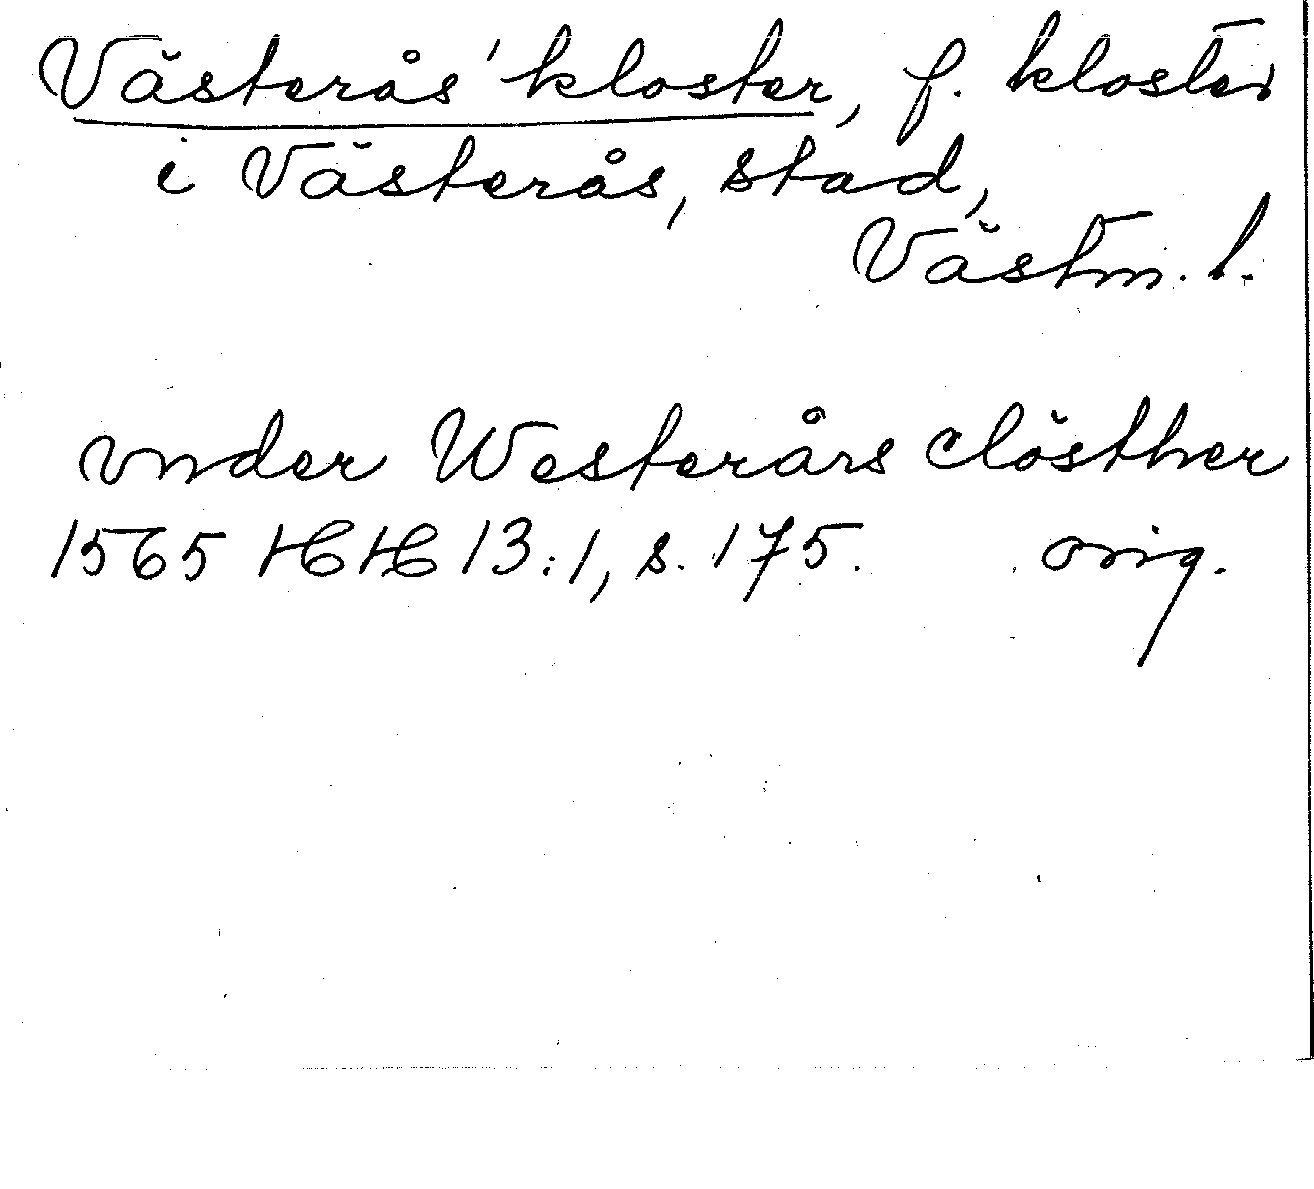 Västerås' kloster, f. kloster
i Västerås, stad,
Västm. l.
vnder Westerårs clösther
1565 HH 13:1, s. 175. orig.